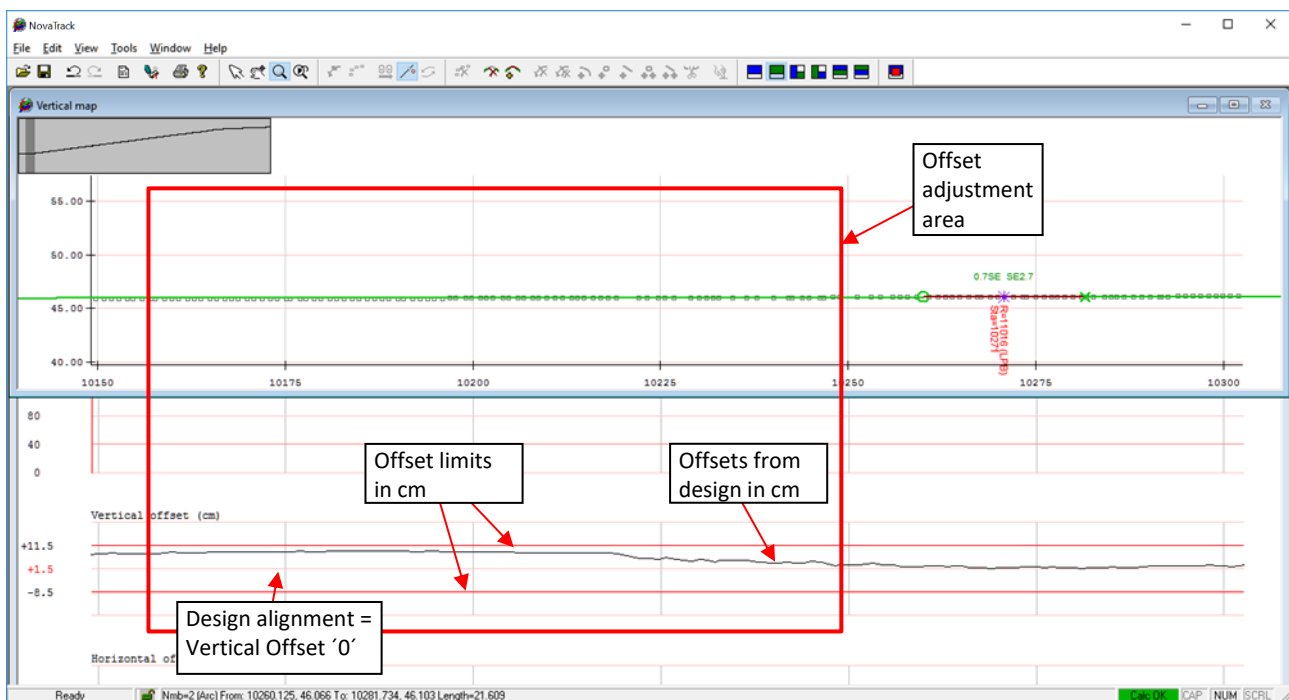 NovaTrack
File Edit View Tools Window Help
Vertical map
Offset
adjustment
area
55.00
50.00
45.00
40.00
0.7SE SE2.7
R=11016 (LPB)
Sta=10271
10150 10175 10200 10225 10250 10275 10300
80
40
0
Offset limits
in cm
Offsets from
design in cm
Vertical offset (cm)
+11.5
+1.5
-8.5
Design alignment =
Vertical Offset ´0´
Horizontal of
Ready Nmb=2 (Arc) From: 10260.125, 46.066 To: 10281.734, 46.103 Length=21.609 Calc OK CAP NUM SCRL